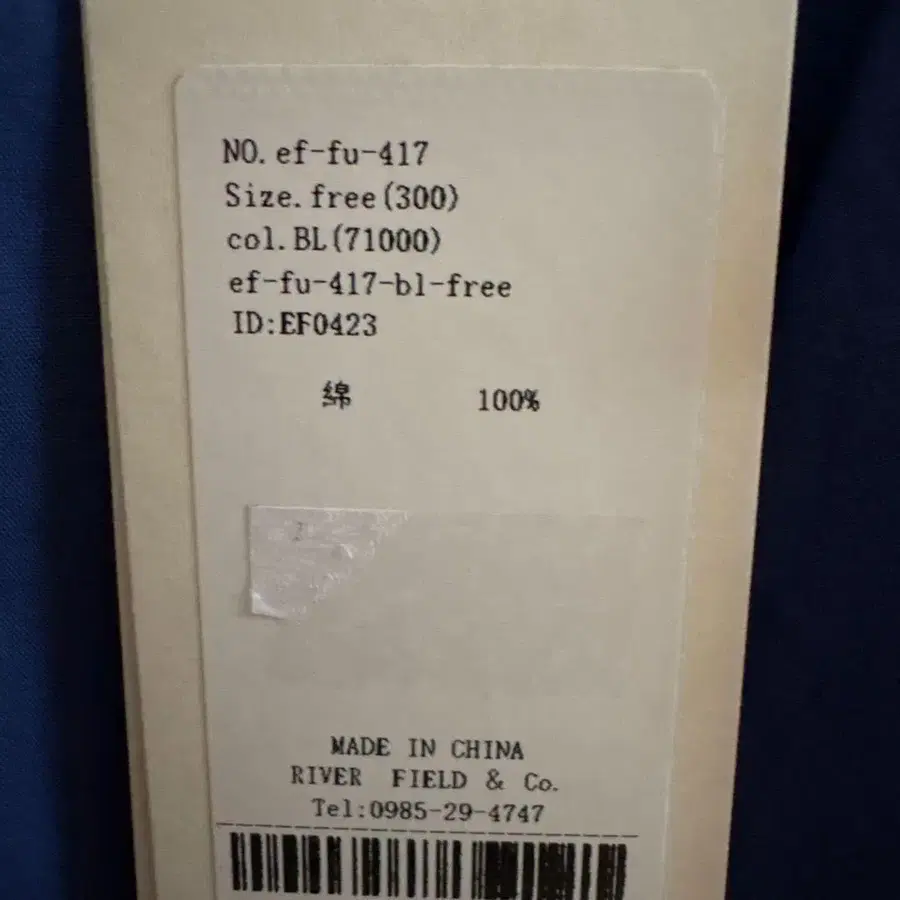 NO. ef-fu-417
Size. free(300)
col. BL(71000)
ef-fu-417-bl-free
ID:EF0423
綿 100%
MADE IN CHINA
RIVER FIELD & Co.
Tel:0985-29-4747